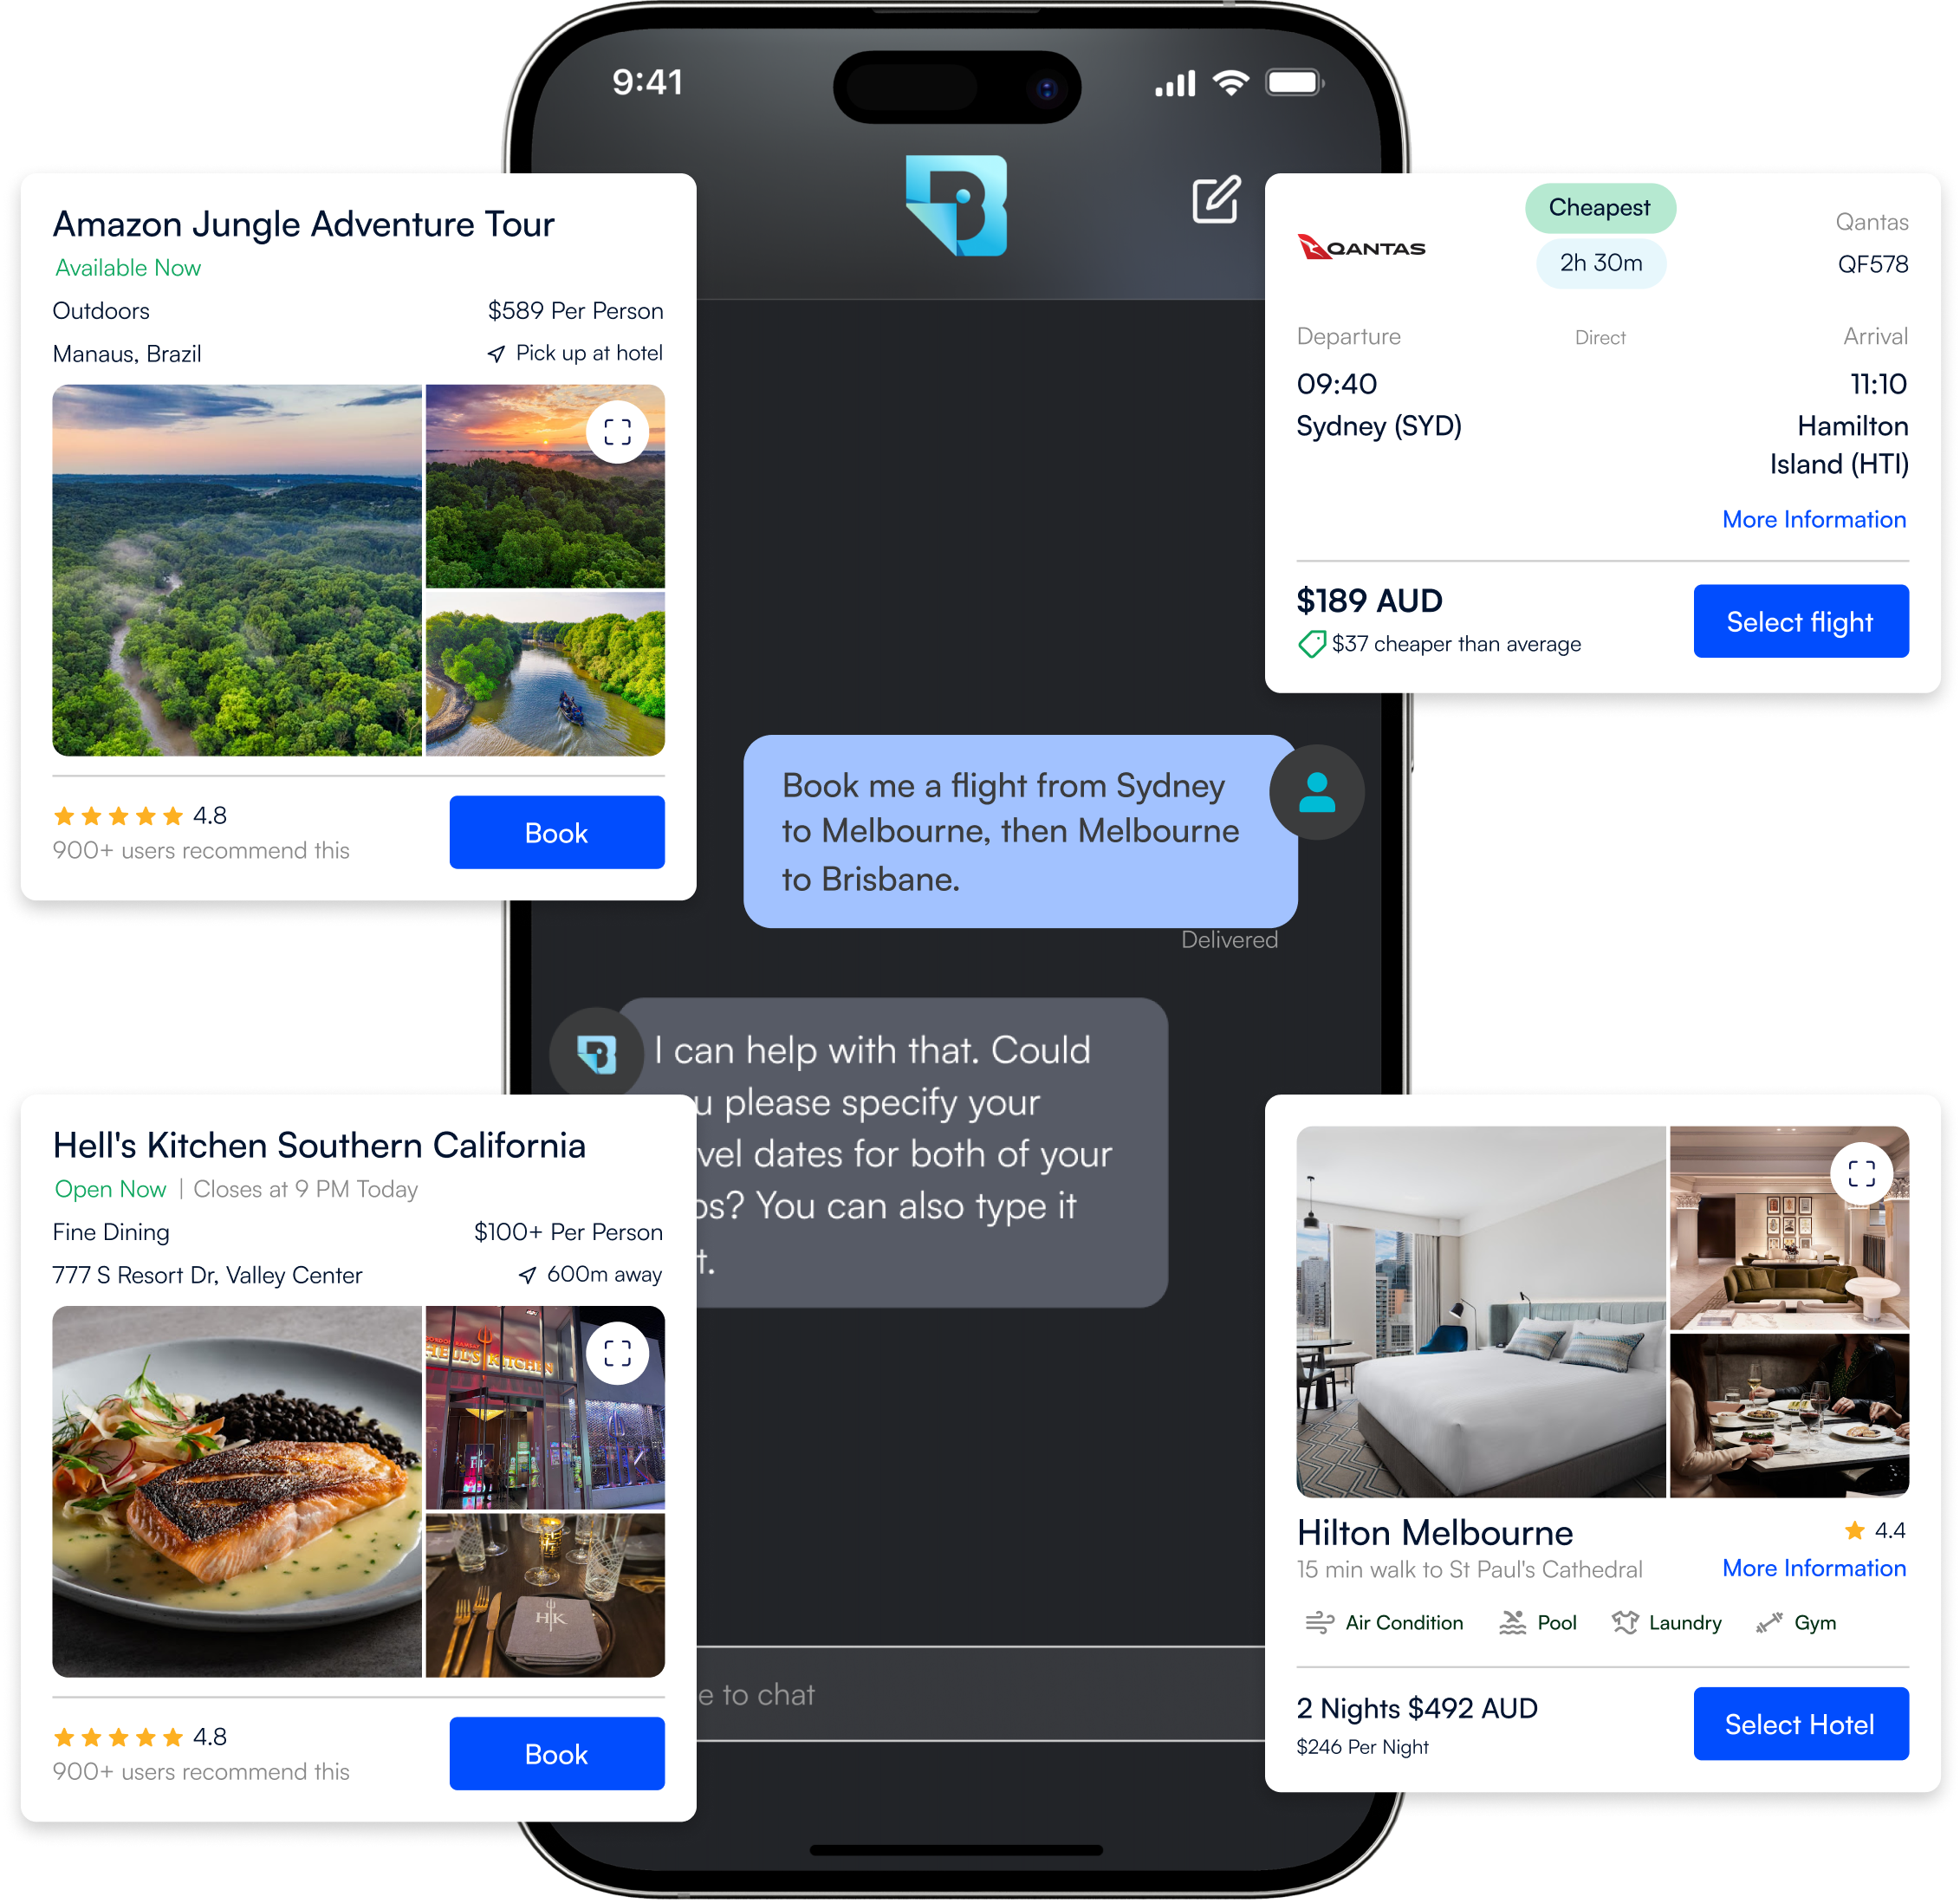 9:41
Amazon Jungle Adventure Tour
Available Now
Outdoors
$589 Per Person
Manaus, Brazil
Pick up at hotel
4.8
900+ users recommend this
Book
Cheapest
2h 30m
QANTAS
Qantas
QF578
Departure
Direct
Arrival
09:40
11:10
Sydney (SYD)
Hamilton
Island (HTI)
More Information
$189 AUD
$37 cheaper than average
Select flight
Book me a flight from Sydney
to Melbourne, then Melbourne
to Brisbane.
Delivered
I can help with that. Could
u please specify your
vel dates for both of your
os? You can also type it
t.
Hell's Kitchen Southern California
Open Now | Closes at 9 PM Today
Fine Dining
$100+ Per Person
777 S Resort Dr, Valley Center
600m away
HELL'S KITCHEN
HK
4.8
900+ users recommend this
Book
Hilton Melbourne
4.4
15 min walk to St Paul's Cathedral
More Information
Air Condition
Pool
Laundry
Gym
2 Nights $492 AUD
$246 Per Night
Select Hotel
e to chat